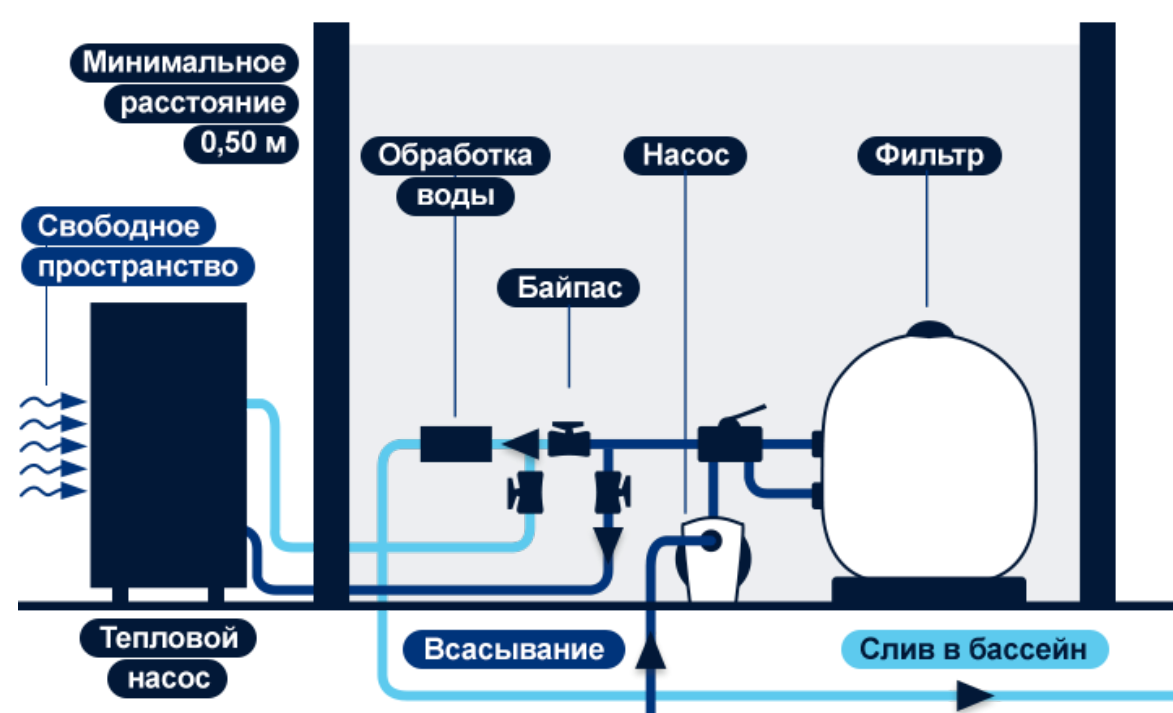 Минимальное
расстояние
0,50 м
Обработка
воды
Насос
Фильтр
Свободное
пространство
Байпас
Тепловой
насос
Всасывание
Слив в бассейн